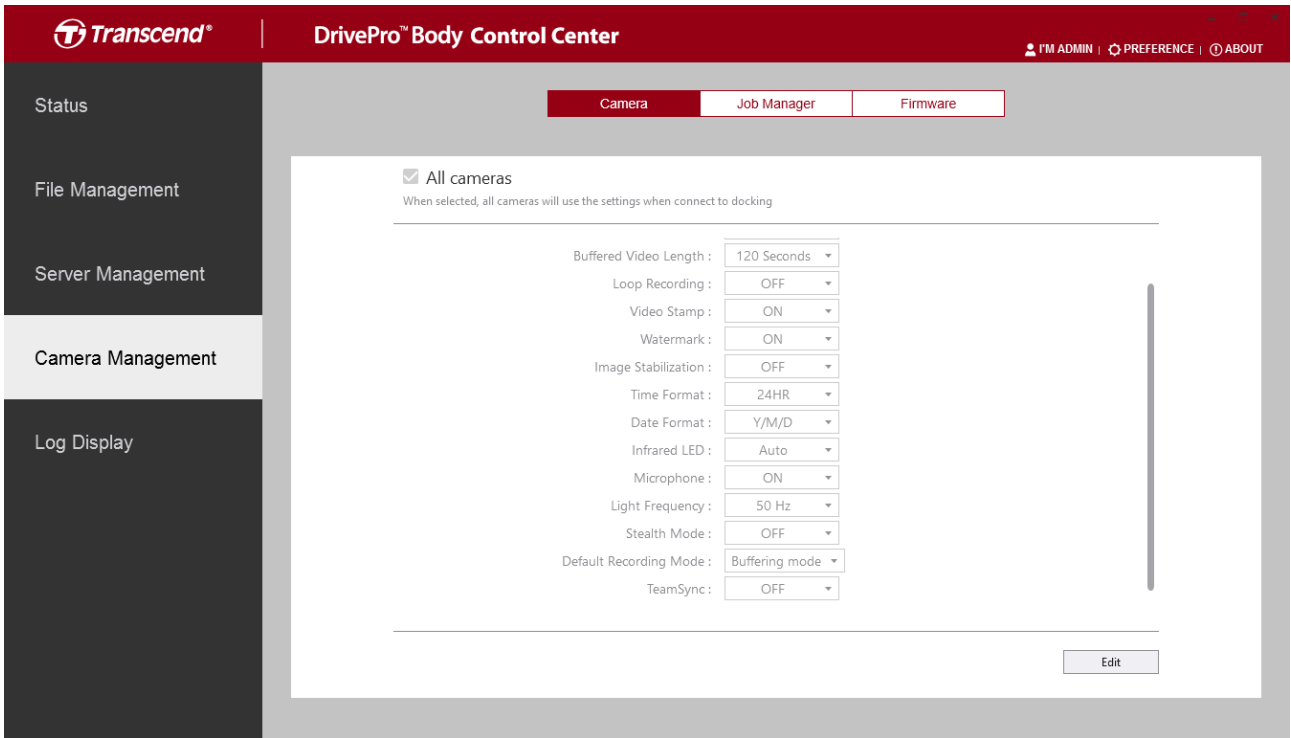 Transcend®
DrivePro™ Body Control Center
I'M ADMIN | PREFERENCE | ABOUT
Status
File Management
Server Management
Camera Management
Log Display
Camera
Job Manager
Firmware
All cameras
When selected, all cameras will use the settings when connect to docking
Buffered Video Length : 120 Seconds
Loop Recording : OFF
Video Stamp : ON
Watermark : ON
Image Stabilization : OFF
Time Format : 24HR
Date Format : Y/M/D
Infrared LED : Auto
Microphone : ON
Light Frequency : 50 Hz
Stealth Mode : OFF
Default Recording Mode : Buffering mode
TeamSync : OFF
Edit